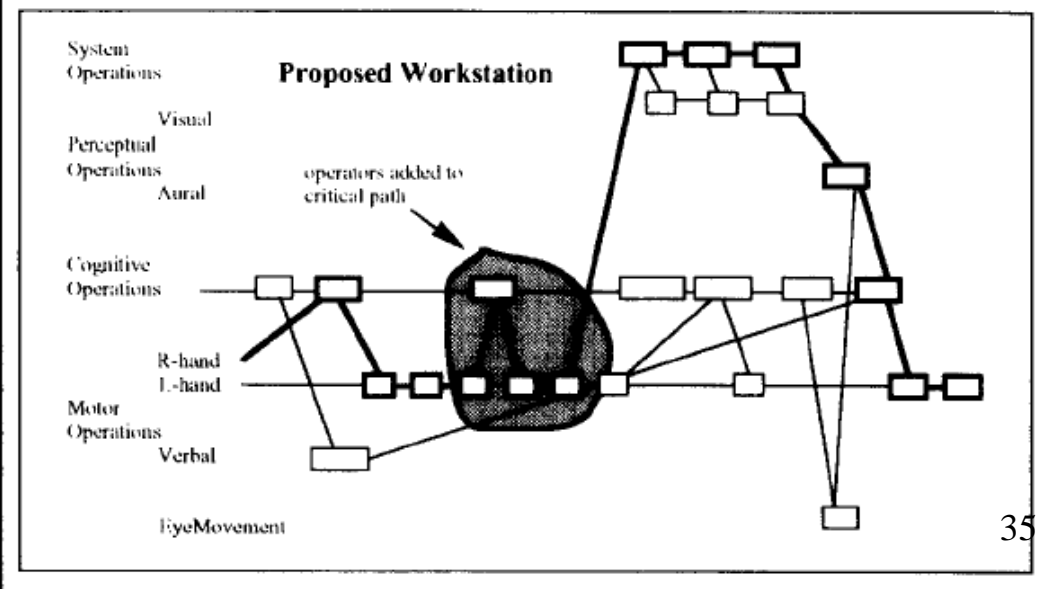 System
Operations
Proposed Workstation
Visual
Perceptual
Operations
Aural
operators added to
critical path
Cognitive
Operations
R-hand
L-hand
Motor
Operations
Verbal
EyeMovement
35